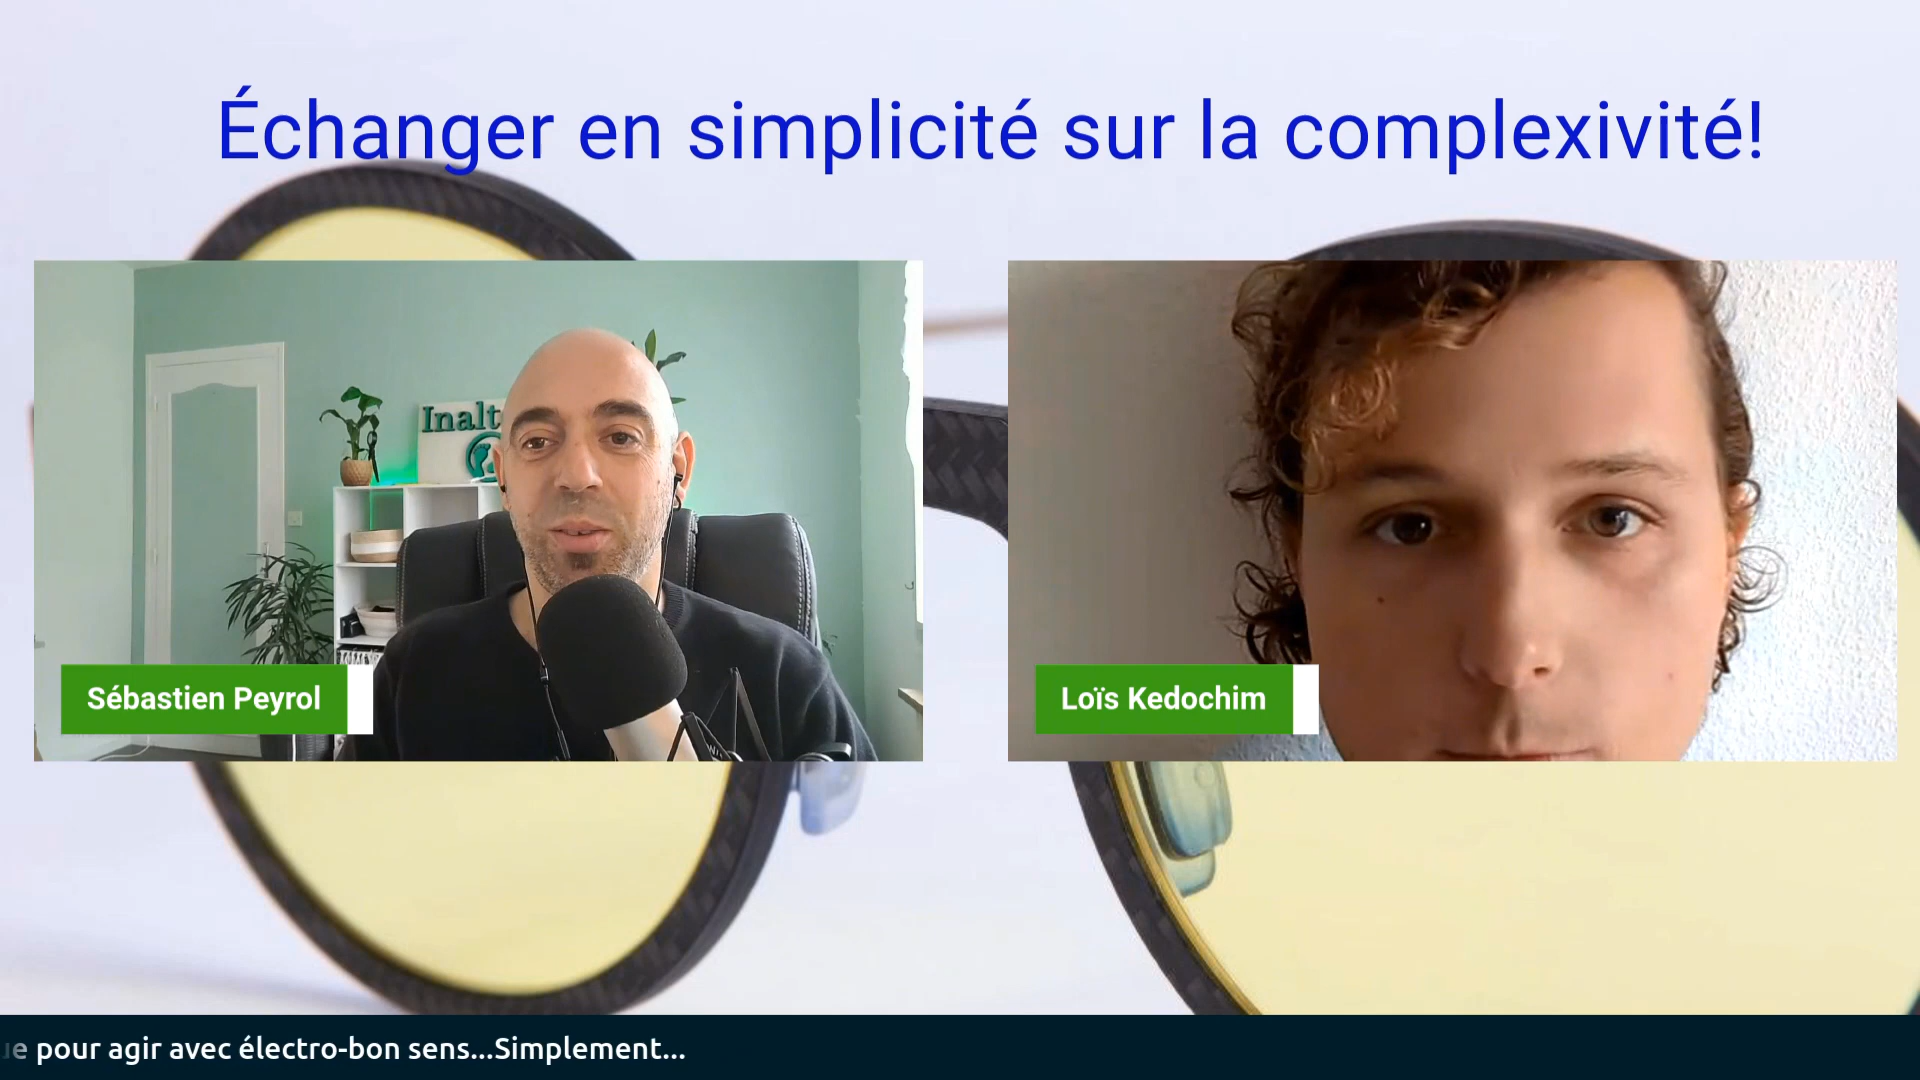 Échanger en simplicité sur la complexivité!
Sébastien Peyrol
Loïs Kedochim
pour agir avec électro-bon sens...Simplement...